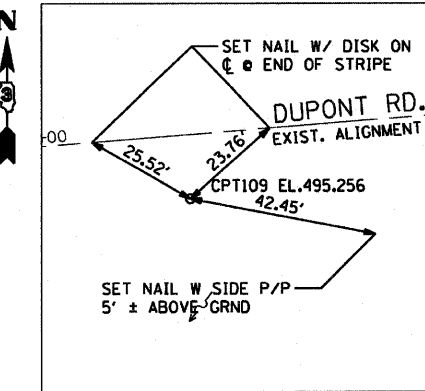 N
SET NAIL W/ DISK ON
℄ @ END OF STRIPE
3
DUPONT RD.
00
EXIST. ALIGNMENT
25.52'
23.76'
CPT109 EL.495.256
42.45'
SET NAIL W SIDE P/P
5' ± ABOVE GRND